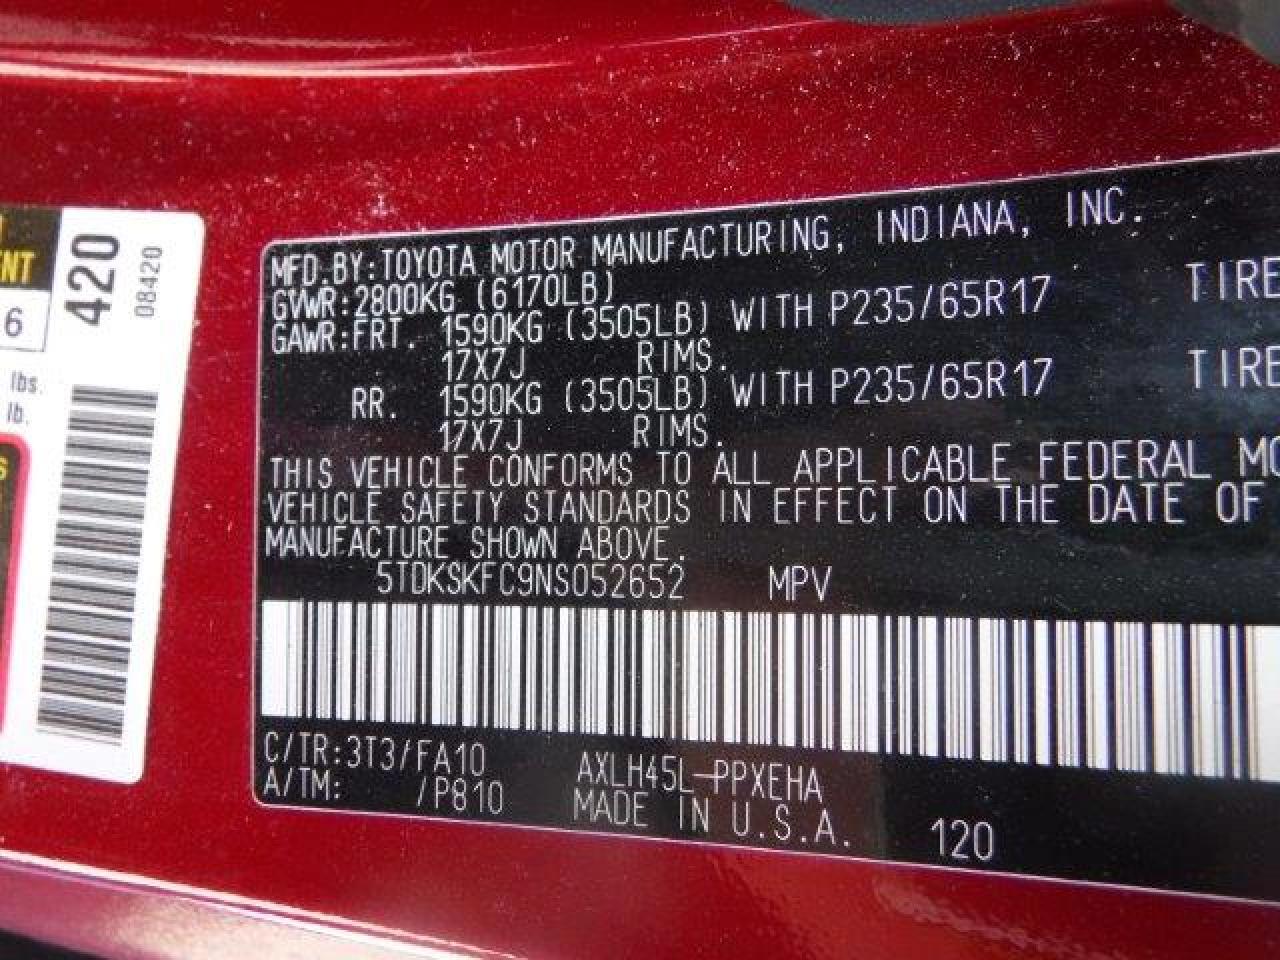 NT
6
lbs.
lb.
420
08420
MFD.BY:TOYOTA MOTOR MANUFACTURING, INDIANA, INC.
GVWR:2800KG (6170LB)
GAWR:FRT. 1590KG (3505LB) WITH P235/65R17 TIRE
17X7J RIMS.
RR. 1590KG (3505LB) WITH P235/65R17 TIRE
17X7J RIMS.
THIS VEHICLE CONFORMS TO ALL APPLICABLE FEDERAL MO
VEHICLE SAFETY STANDARDS IN EFFECT ON THE DATE OF
MANUFACTURE SHOWN ABOVE.
5TDKSKFC9NS052652 MPV
C/TR:3T3/FA10 AXLH45L-PPXEHA
A/TM: /P810 MADE IN U.S.A. 120